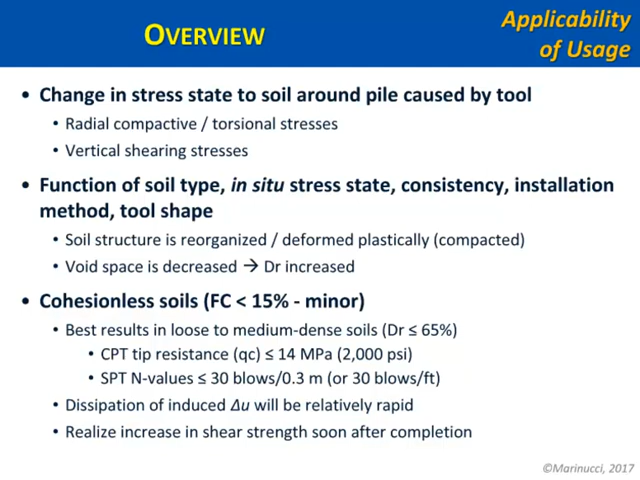 OVERVIEW
Applicability
of Usage
• Change in stress state to soil around pile caused by tool
• Radial compactive / torsional stresses
• Vertical shearing stresses
• Function of soil type, in situ stress state, consistency, installation
method, tool shape
• Soil structure is reorganized / deformed plastically (compacted)
• Void space is decreased → Dr increased
• Cohesionless soils (FC < 15% - minor)
• Best results in loose to medium-dense soils (Dr ≤ 65%)
• CPT tip resistance (qc) ≤ 14 MPa (2,000 psi)
• SPT N-values ≤ 30 blows/0.3 m (or 30 blows/ft)
• Dissipation of induced Δu will be relatively rapid
• Realize increase in shear strength soon after completion
©Marinucci, 2017